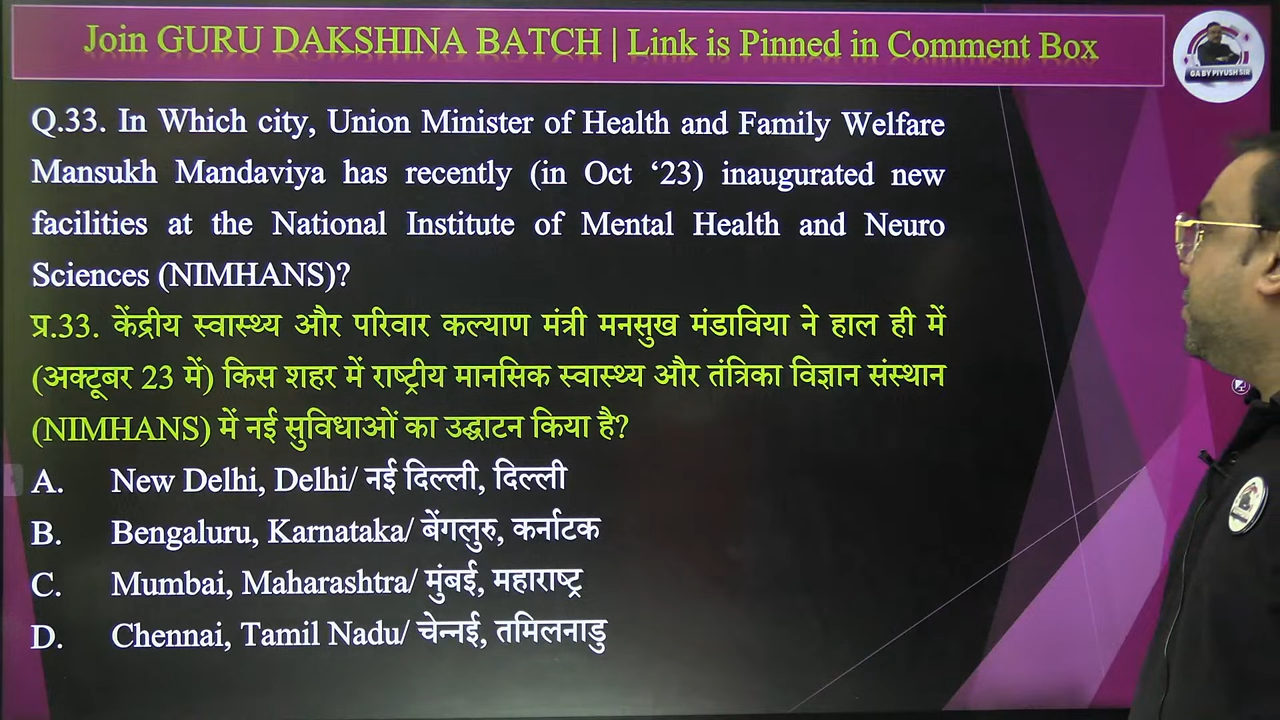 Join GURU DAKSHINA BATCH | Link is Pinned in Comment Box
GA BY PIYUSH SIR
Q.33. In Which city, Union Minister of Health and Family Welfare
Mansukh Mandaviya has recently (in Oct ‘23) inaugurated new
facilities at the National Institute of Mental Health and Neuro
Sciences (NIMHANS)?
प्र.33. केंद्रीय स्वास्थ्य और परिवार कल्याण मंत्री मनसुख मंडाविया ने हाल ही में
(अक्टूबर 23 में) किस शहर में राष्ट्रीय मानसिक स्वास्थ्य और तंत्रिका विज्ञान संस्थान
(NIMHANS) में नई सुविधाओं का उद्घाटन किया है?
A. New Delhi, Delhi/ नई दिल्ली, दिल्ली
B. Bengaluru, Karnataka/ बेंगलुरु, कर्नाटक
C. Mumbai, Maharashtra/ मुंबई, महाराष्ट्र
D. Chennai, Tamil Nadu/ चेन्नई, तमिलनाडु